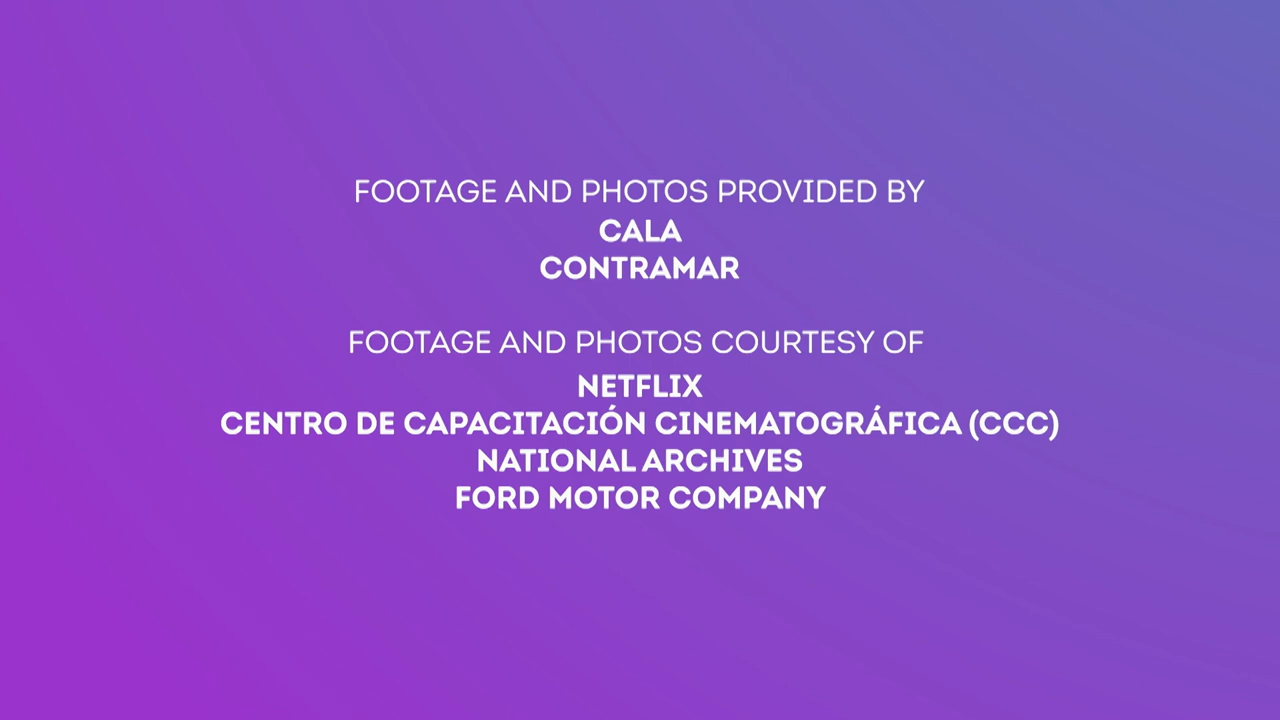 FOOTAGE AND PHOTOS PROVIDED BY
CALA
CONTRAMAR
FOOTAGE AND PHOTOS COURTESY OF
NETFLIX
CENTRO DE CAPACITACIÓN CINEMATOGRÁFICA (CCC)
NATIONAL ARCHIVES
FORD MOTOR COMPANY